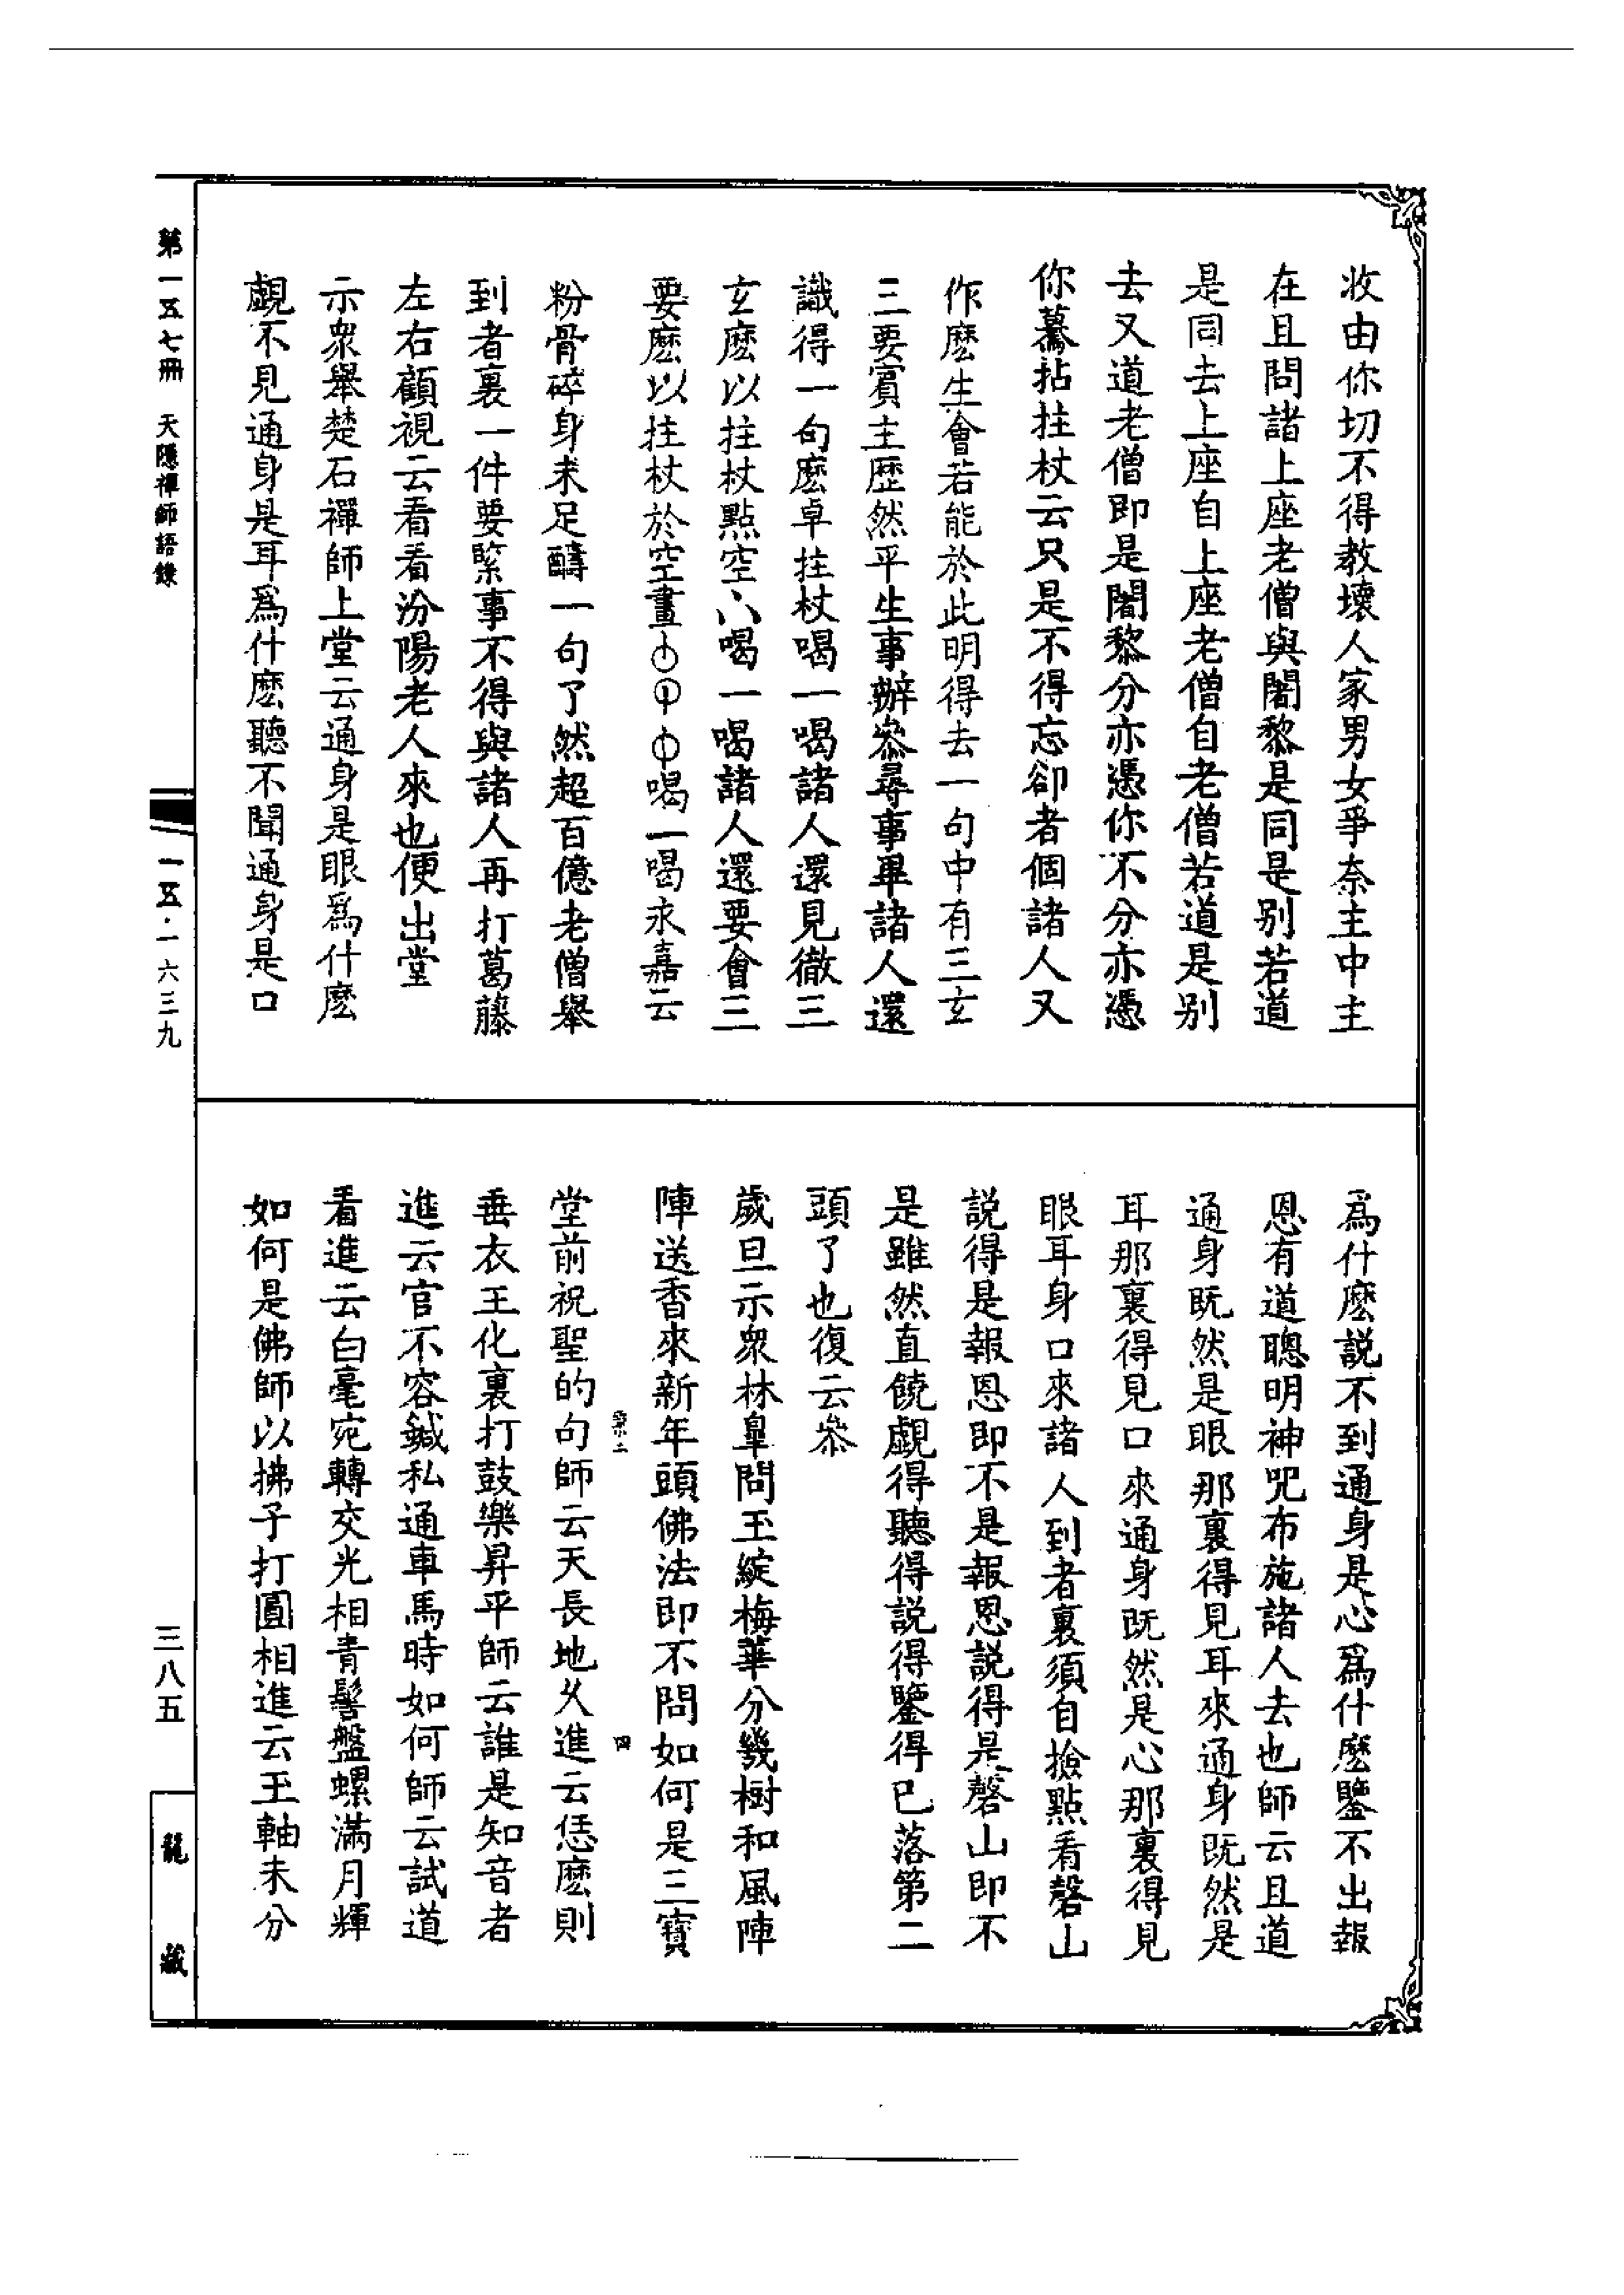 收由你切不得教壞人家男女爭奈主中主
在且問諸上座老僧與闍黎是同是别若道
是同去上座自上座老僧自老僧若道是别
去又道老僧即是闍黎分亦憑你不分亦憑
你驀拈拄杖云只是不得忘卻者個諸人又
作麽生會若能於此明得去一句中有三玄
三要賓主歷然平生事辦叅尋事畢諸人還
識得一句麽卓拄杖喝一喝諸人還見徹三
玄麽以拄杖點空喝一喝諸人還要會三
要麽以拄杖於空畫喝一喝永嘉云
粉骨碎身未足酬一句了然超百億老僧舉
到者裏一件要緊事不得與諸人再打葛藤
左右顧視云看看汾陽老人來也便出堂
示衆舉楚石禪師上堂云通身是眼爲什麽
覷不見通身是耳爲什麽聽不聞通身是口
爲什麽説不到通身是心爲什麽鑒不出報
恩有道聰明神呪布施諸人去也師云且道
通身既然是眼那裏得見耳來通身既然是
耳那裏得見口來通身既然是心那裏得見
眼耳身口來諸人到者裏須自撿點看磬山
説得是報恩即不是報恩説得是磬山即不
是雖然直饒覷得聽得説得鑒得已落第二
頭了也復云叅
歲旦示衆林臯問玉綻梅華分幾樹和風陣
陣送香來新年頭佛法即不問如何是三寶
堂前祝聖的句師云天長地久進云恁麽則
垂衣王化裏打鼓樂昇平師云誰是知音者
進云官不容鍼私通車馬時如何師云試道
看進云白毫宛轉交光相青髻盤螺滿月輝
如何是佛師以拂子打圓相進云玉軸未分
四
第一五七冊 天隱禪師語錄
一五·一六三九
三八五
龍藏